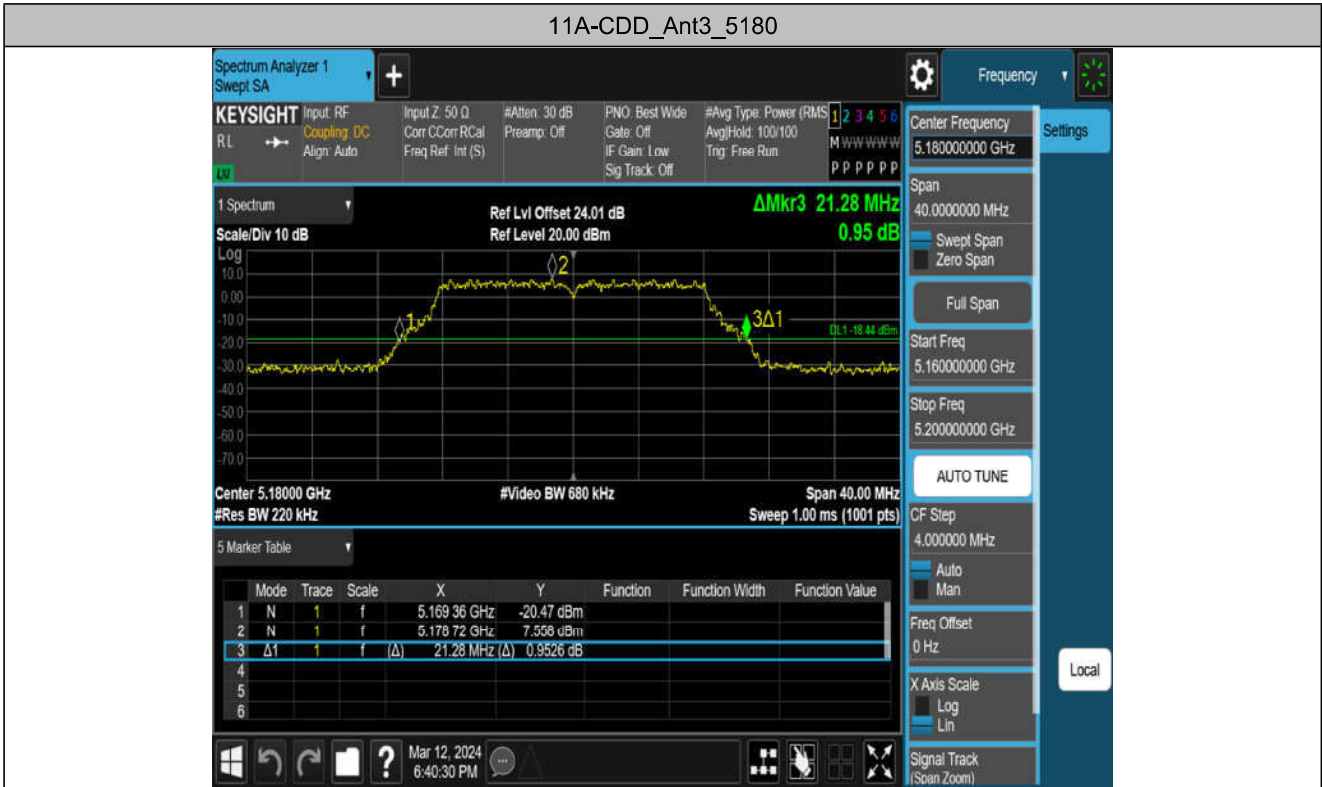 11A-CDD_Ant3_5180
Spectrum Analyzer 1
Swept SA
+
Frequency
KEYSIGHT
RL
LXI
Input: RF
Coupling: DC
Align: Auto
Input Z: 50 Ω
Corr CCorr RCal
Freq Ref: Int (S)
#Atten: 30 dB
Preamp: Off
PNO: Best Wide
Gate: Off
IF Gain: Low
Sig Track: Off
#Avg Type: Power (RMS
Avg|Hold: 100/100
Trig: Free Run
1 2 3 4 5 6
M W W W W W
P P P P P P
Center Frequency
5.180000000 GHz
Settings
Span
40.0000000 MHz
Swept Span
Zero Span
Full Span
Start Freq
5.160000000 GHz
Stop Freq
5.200000000 GHz
AUTO TUNE
CF Step
4.000000 MHz
Auto
Man
Freq Offset
0 Hz
X Axis Scale
Log
Lin
Signal Track
(Span Zoom)
Local
1 Spectrum
Scale/Div 10 dB
Ref Lvl Offset 24.01 dB
Ref Level 20.00 dBm
ΔMkr3 21.28 MHz
0.95 dB
Log
10.0
0.00
-10.0
-20.0
-30.0
-40.0
-50.0
-60.0
-70.0
1
2
3Δ1
DL1 -18.44 dBm
Center 5.18000 GHz
#Video BW 680 kHz
Span 40.00 MHz
#Res BW 220 kHz
Sweep 1.00 ms (1001 pts)
5 Marker Table
Mode Trace Scale X Y Function Function Width Function Value
1 N 1 f 5.169 36 GHz -20.47 dBm
2 N 1 f 5.178 72 GHz 7.558 dBm
3 Δ1 1 f (Δ) 21.28 MHz (Δ) 0.9526 dB
4
5
6
?
Mar 12, 2024
6:40:30 PM